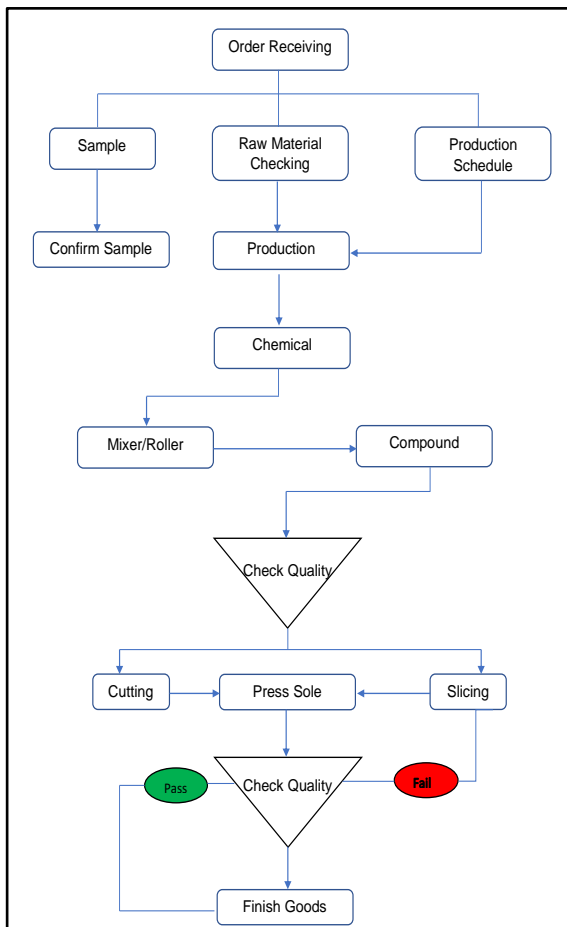 Order Receiving
Sample
Raw Material
Checking
Production
Schedule
Confirm Sample
Production
Chemical
Mixer/Roller
Compound
Check Quality
Cutting
Press Sole
Slicing
Pass
Check Quality
Fail
Finish Goods